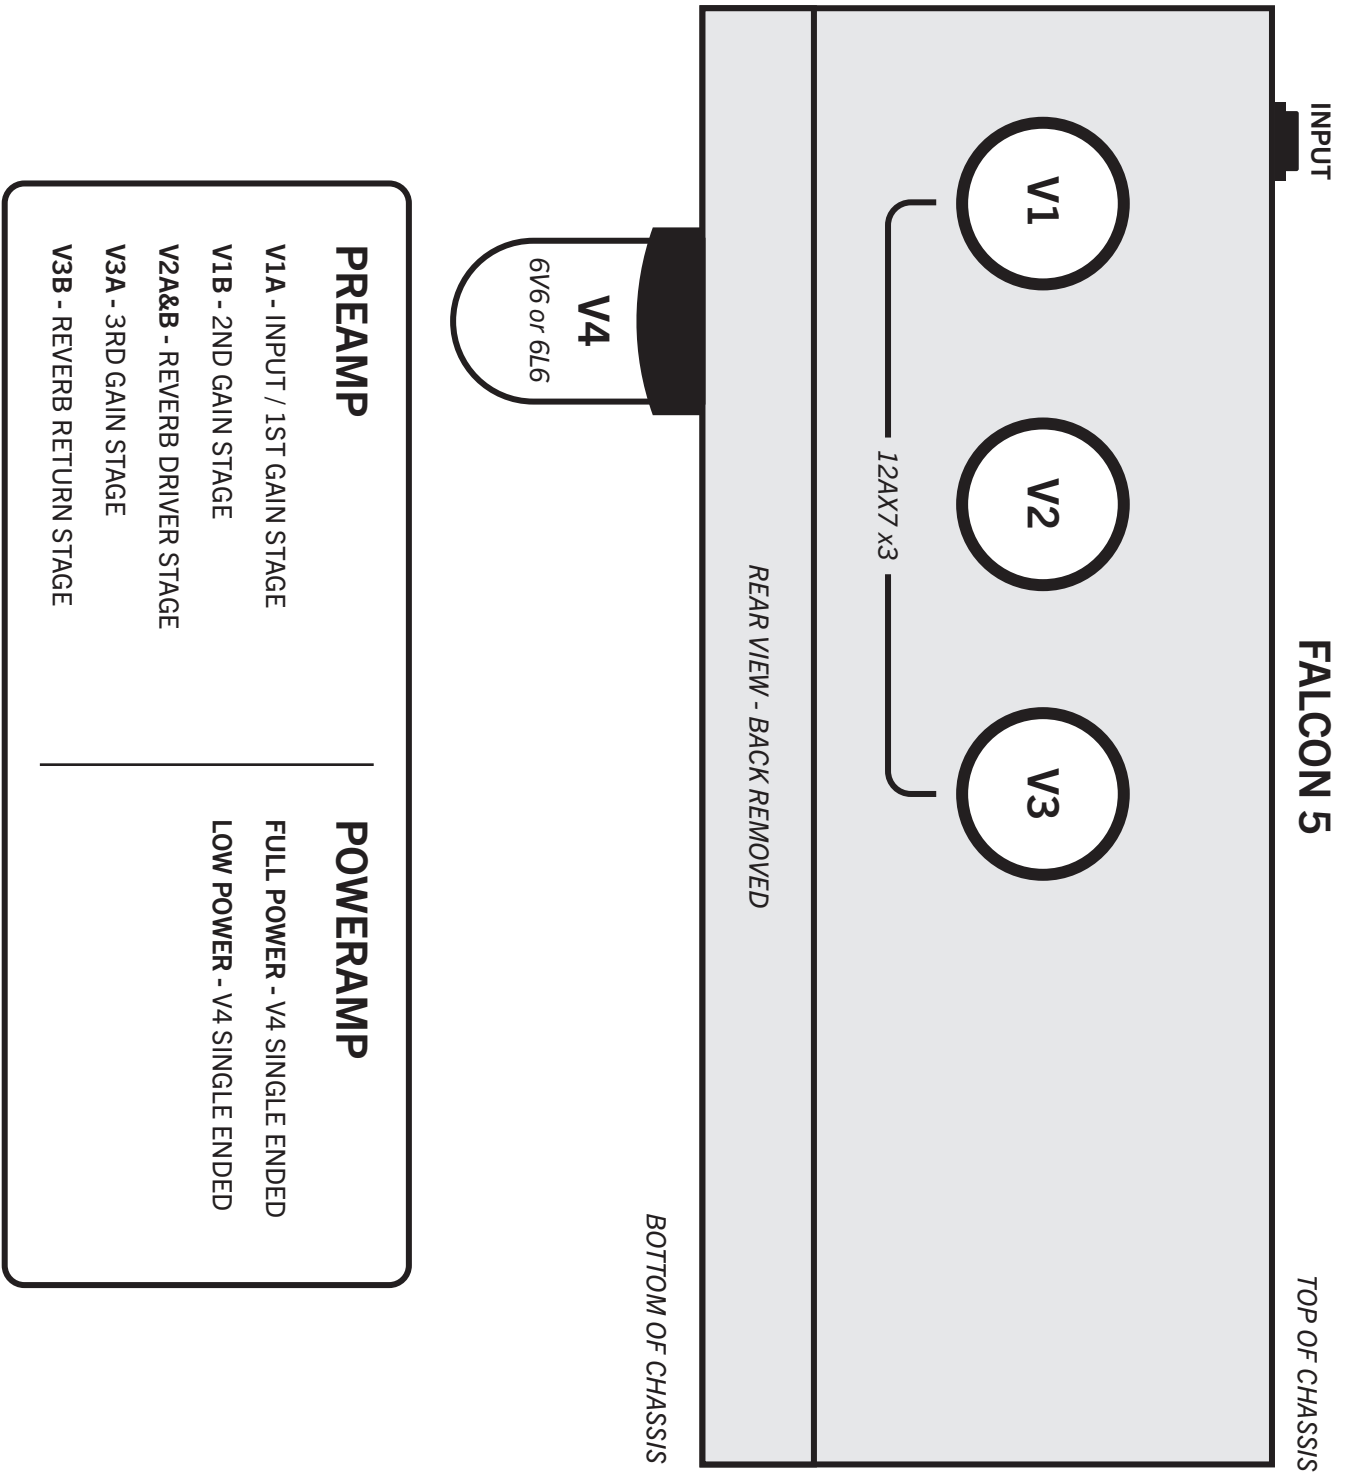 FALCON 5
INPUT
TOP OF CHASSIS
V1
V2
V3
12AX7 x3
REAR VIEW - BACK REMOVED
BOTTOM OF CHASSIS
V4
6V6 or 6L6
PREAMP
V1A - INPUT / 1ST GAIN STAGE
V1B - 2ND GAIN STAGE
V2A&B - REVERB DRIVER STAGE
V3A - 3RD GAIN STAGE
V3B - REVERB RETURN STAGE
POWERAMP
FULL POWER - V4 SINGLE ENDED
LOW POWER - V4 SINGLE ENDED